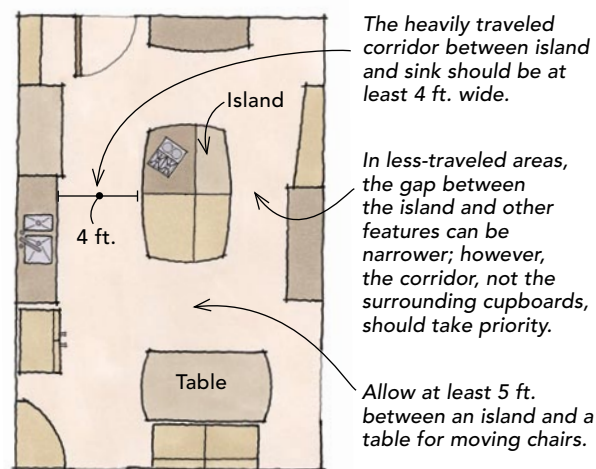 The heavily traveled
corridor between island
and sink should be at
least 4 ft. wide.
Island
In less-traveled areas,
the gap between
the island and other
features can be
narrower; however,
the corridor, not the
surrounding cupboards,
should take priority.
4 ft.
Table
Allow at least 5 ft.
between an island and a
table for moving chairs.